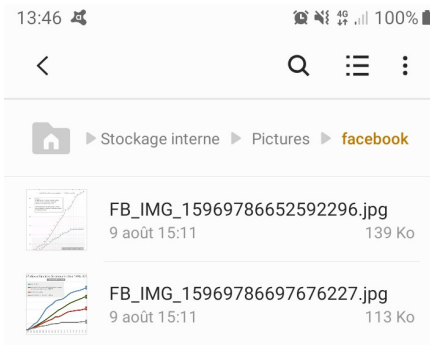 13:46 4G 100%
Stockage interne Pictures facebook
FB_IMG_15969786652592296.jpg
9 août 15:11 139 Ko
FB_IMG_15969786697676227.jpg
9 août 15:11 113 Ko